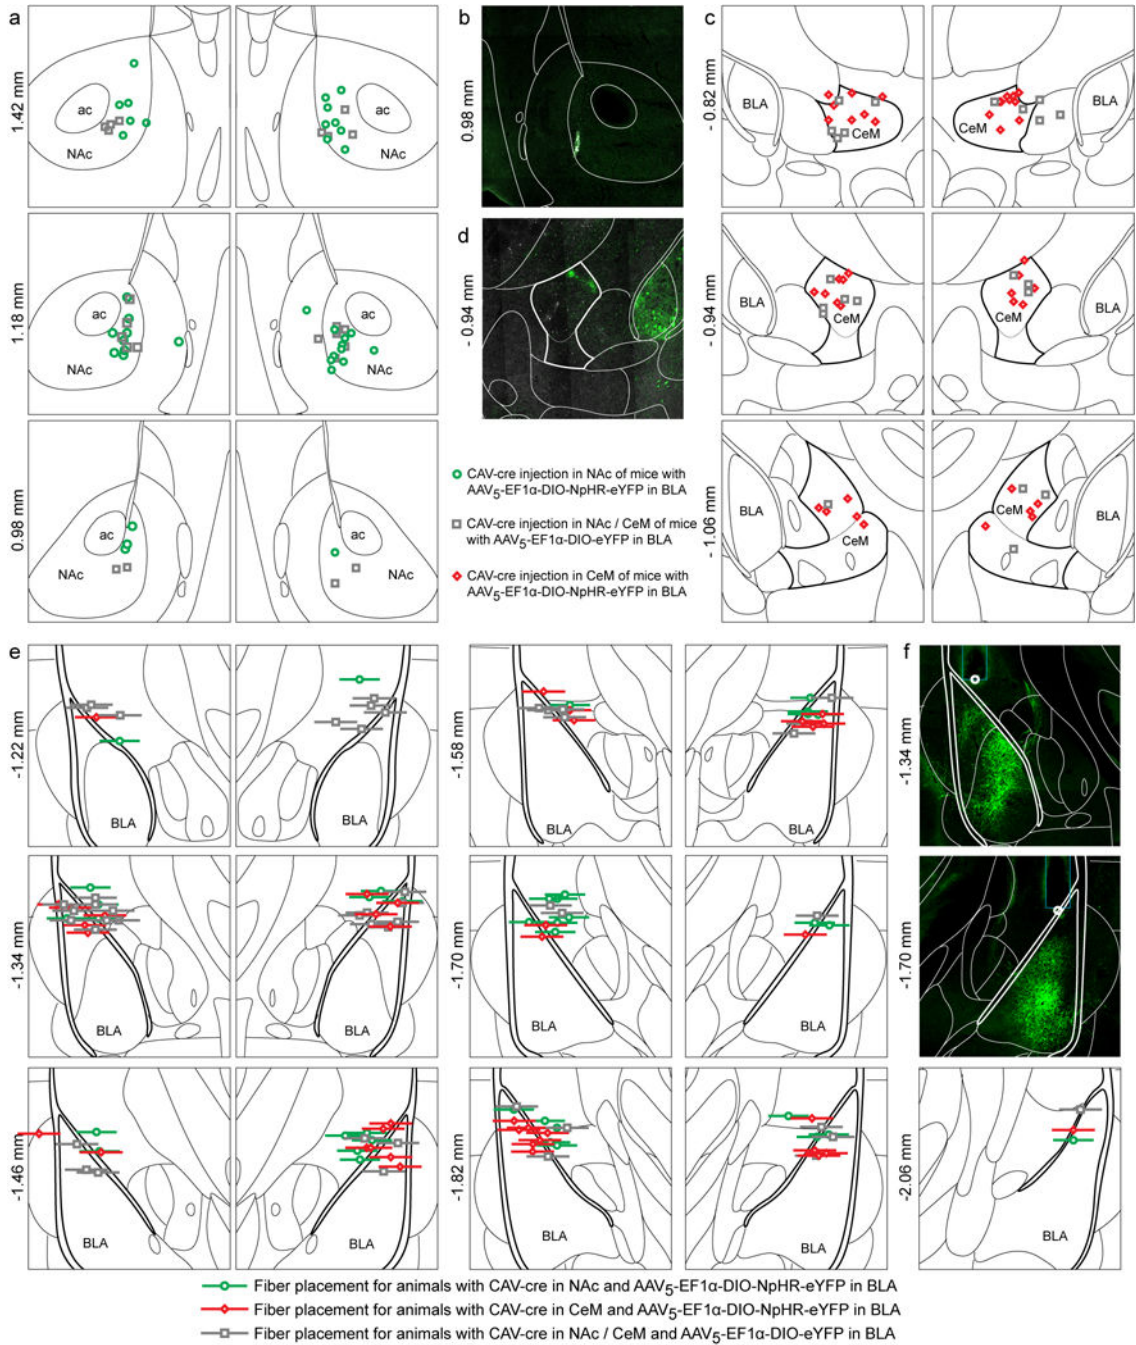 a
1.42 mm
ac
NAc
ac
NAc
1.18 mm
ac
NAc
ac
NAc
0.98 mm
ac
NAc
ac
NAc
b
0.98 mm
d
- 0.94 mm
CAV-cre injection in NAc of mice with
AAV5-EF1α-DIO-NpHR-eYFP in BLA
CAV-cre injection in NAc / CeM of mice
with AAV5-EF1α-DIO-eYFP in BLA
CAV-cre injection in CeM of mice with
AAV5-EF1α-DIO-NpHR-eYFP in BLA
c
- 0.82 mm
BLA
CeM
CeM
BLA
- 0.94 mm
BLA
CeM
CeM
BLA
- 1.06 mm
BLA
CeM
CeM
BLA
e
-1.22 mm
BLA
BLA
-1.34 mm
BLA
BLA
-1.46 mm
BLA
BLA
-1.58 mm
BLA
BLA
-1.70 mm
BLA
BLA
-1.82 mm
BLA
BLA
f
-1.34 mm
-1.70 mm
-2.06 mm
BLA
Fiber placement for animals with CAV-cre in NAc and AAV5-EF1α-DIO-NpHR-eYFP in BLA
Fiber placement for animals with CAV-cre in CeM and AAV5-EF1α-DIO-NpHR-eYFP in BLA
Fiber placement for animals with CAV-cre in NAc / CeM and AAV5-EF1α-DIO-eYFP in BLA